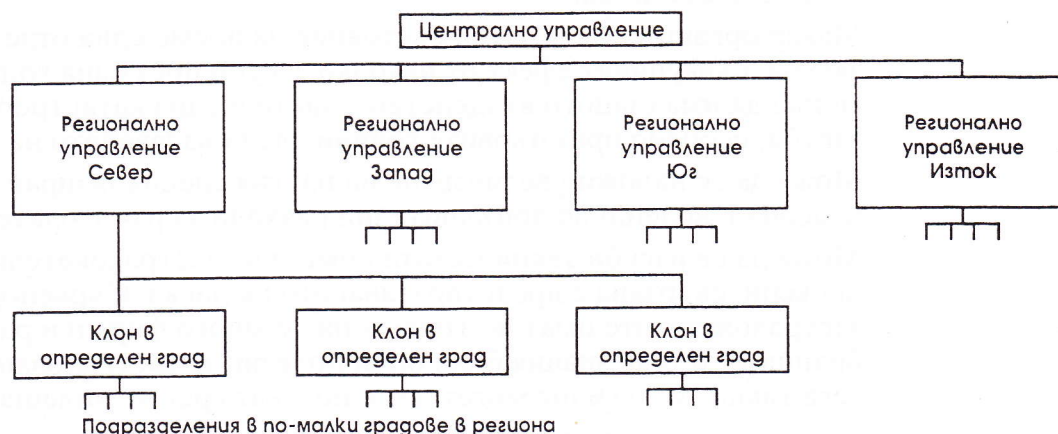 Централно управление
Регионално
управление
Север
Регионално
управление
Запад
Регионално
управление
Юг
Регионално
управление
Изток
Клон в
определен град
Клон в
определен град
Клон в
определен град
Подразделения в по-малки градове в региона